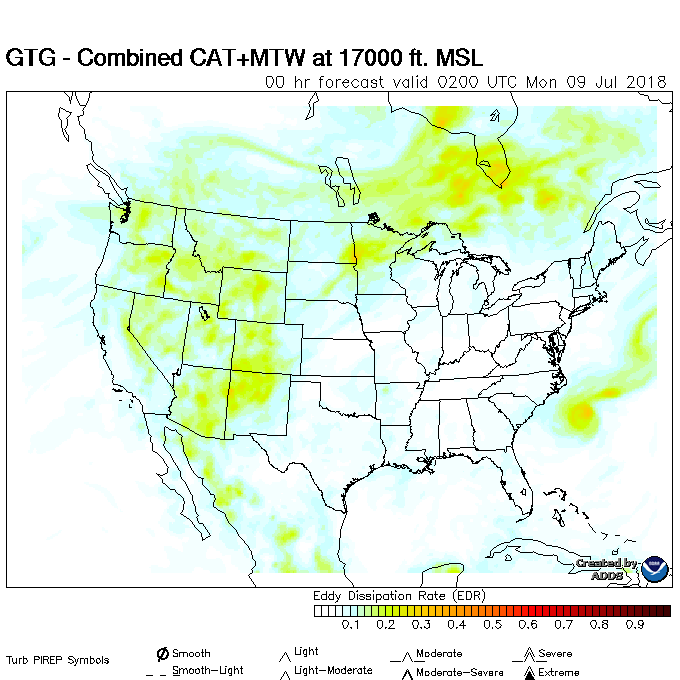 GTG - Combined CAT+MTW at 17000 ft. MSL
00 hr forecast valid 0200 UTC Mon 09 Jul 2018
Created by
ADDS
Eddy Dissipation Rate (EDR)
0.1 0.2 0.3 0.4 0.5 0.6 0.7 0.8 0.9
Turb PIREP Symbols
Smooth Light Moderate Severe
Smooth-Light Light-Moderate Moderate-Severe Extreme